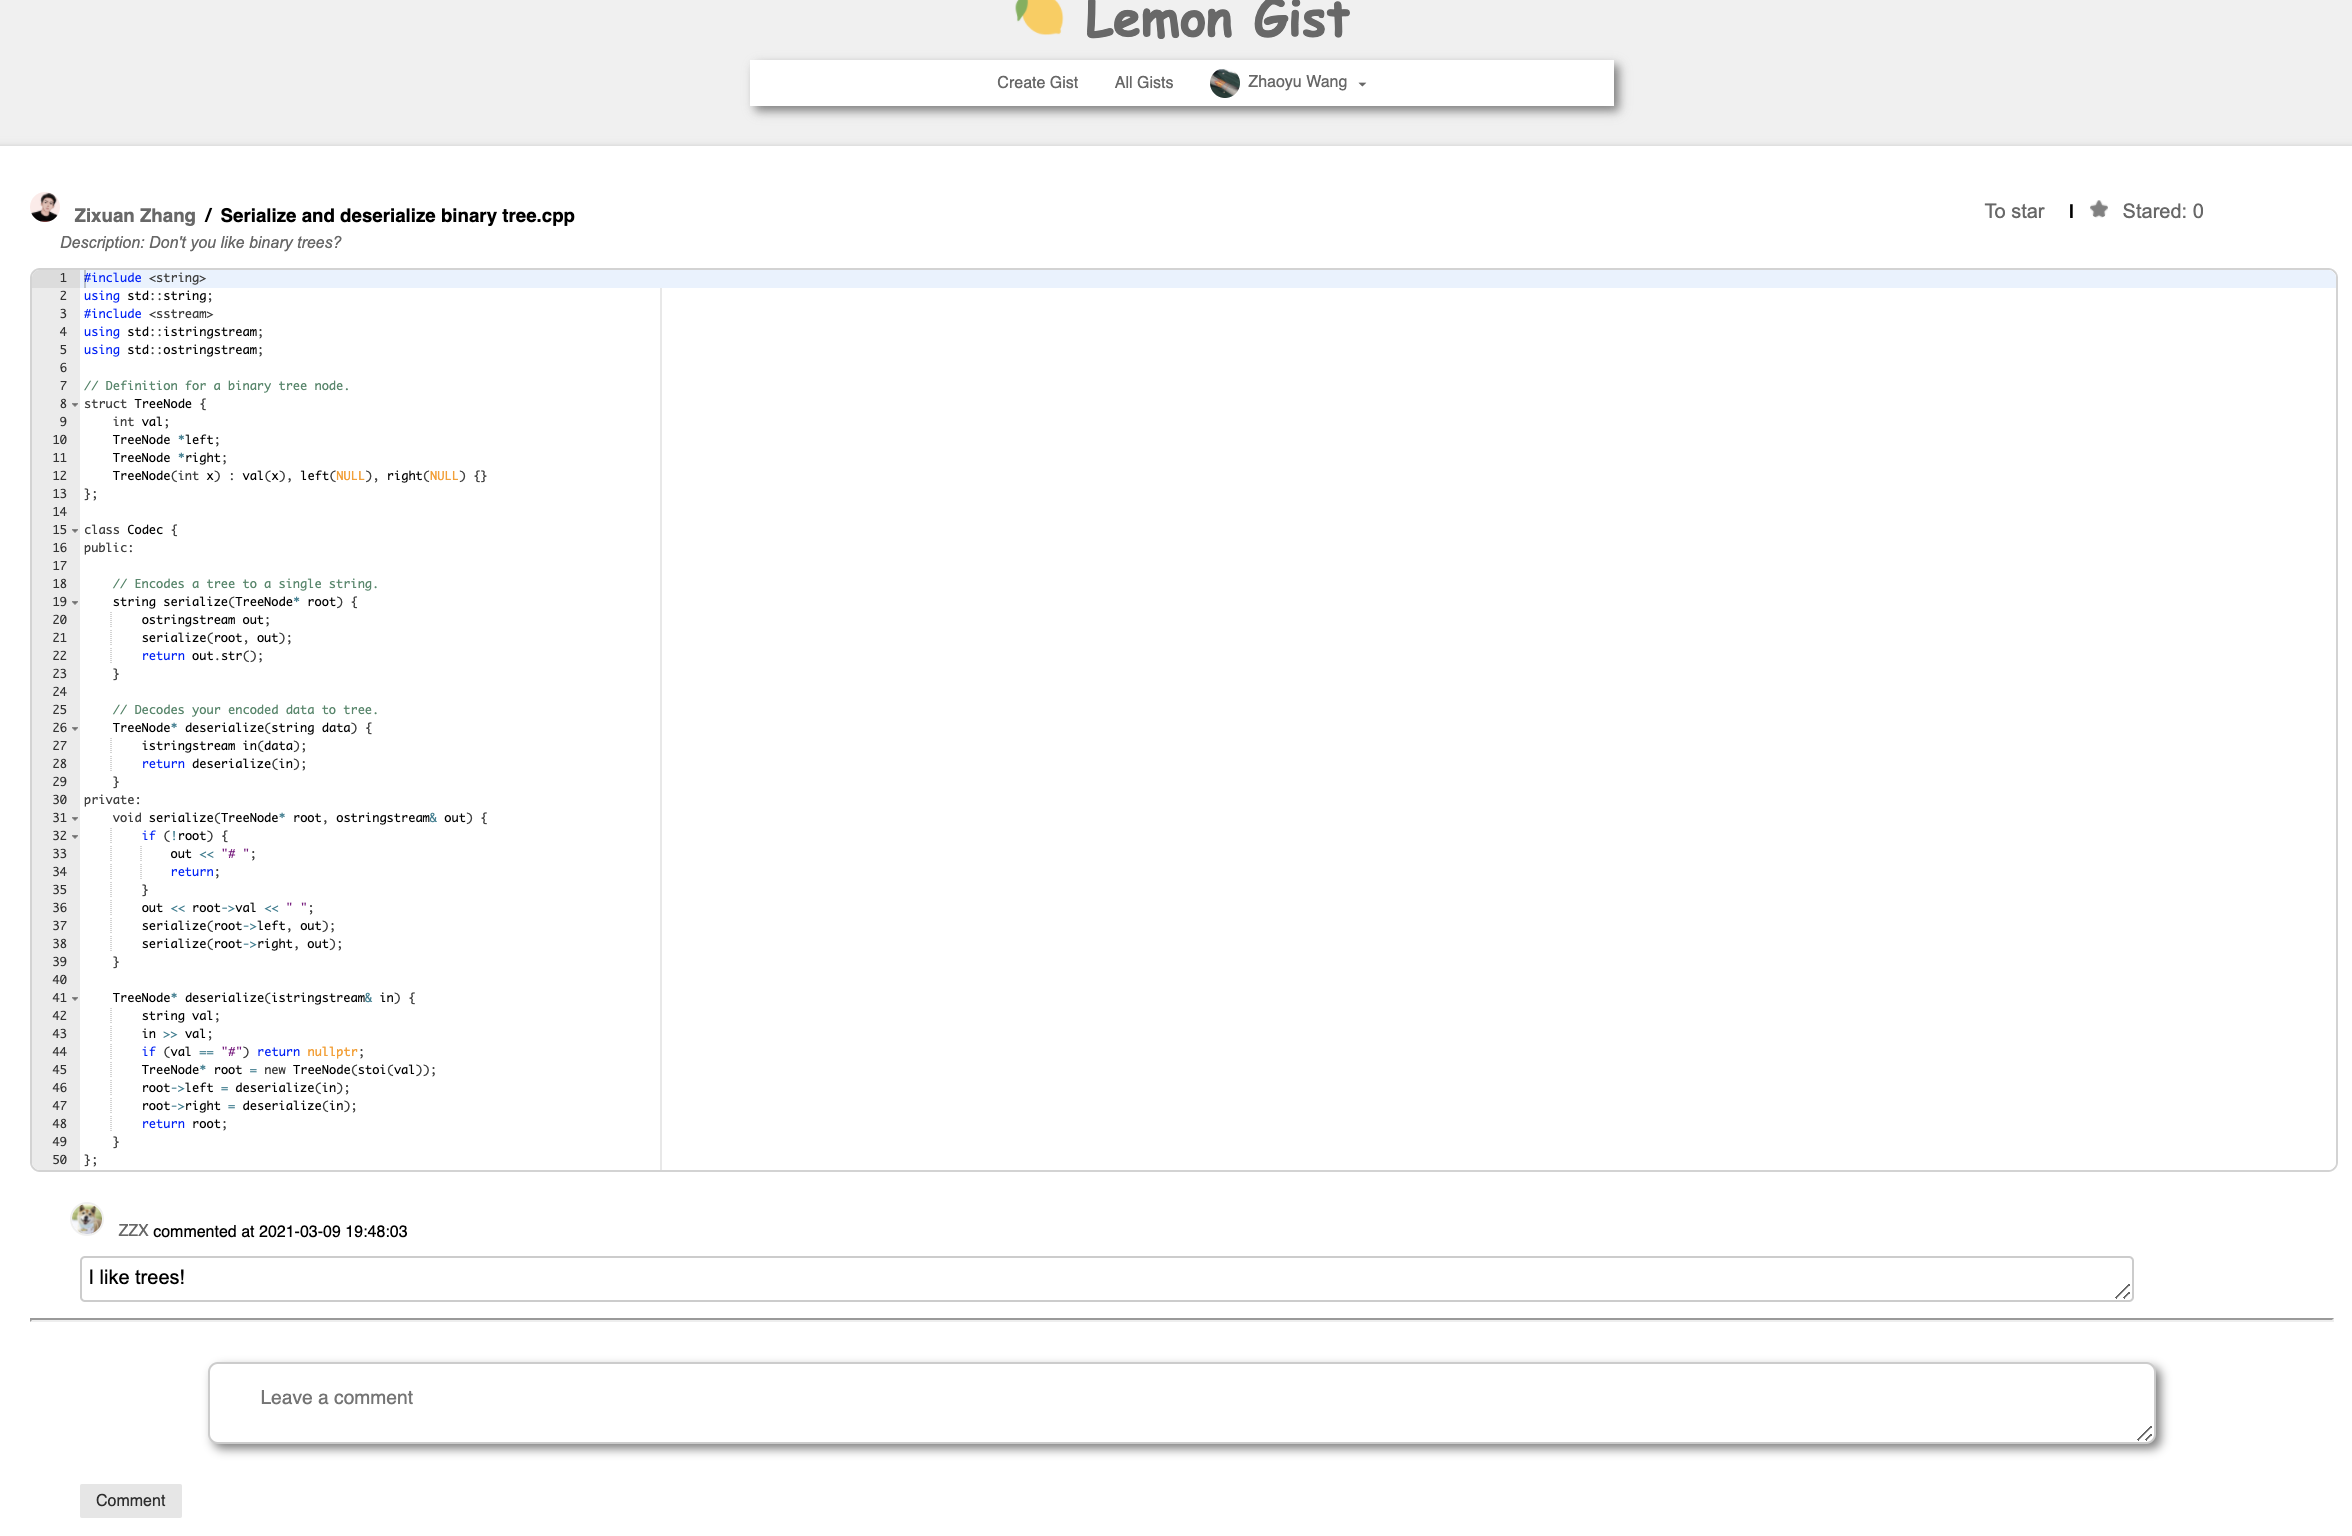 Lemon Gist
Create Gist All Gists Zhaoyu Wang
Zixuan Zhang / Serialize and deserialize binary tree.cpp To star | Stared: 0
Description: Don't you like binary trees?
1 #include <string>
2 using std::string;
3 #include <sstream>
4 using std::istringstream;
5 using std::ostringstream;
6
7 // Definition for a binary tree node.
8 struct TreeNode {
9     int val;
10     TreeNode *left;
11     TreeNode *right;
12     TreeNode(int x) : val(x), left(NULL), right(NULL) {}
13 };
14
15 class Codec {
16 public:
17
18     // Encodes a tree to a single string.
19     string serialize(TreeNode* root) {
20         ostringstream out;
21         serialize(root, out);
22         return out.str();
23     }
24
25     // Decodes your encoded data to tree.
26     TreeNode* deserialize(string data) {
27         istringstream in(data);
28         return deserialize(in);
29     }
30 private:
31     void serialize(TreeNode* root, ostringstream& out) {
32         if (!root) {
33             out << "# ";
34             return;
35         }
36         out << root->val << " ";
37         serialize(root->left, out);
38         serialize(root->right, out);
39     }
40
41     TreeNode* deserialize(istringstream& in) {
42         string val;
43         in >> val;
44         if (val == "#") return nullptr;
45         TreeNode* root = new TreeNode(stoi(val));
46         root->left = deserialize(in);
47         root->right = deserialize(in);
48         return root;
49     }
50 };
ZZX commented at 2021-03-09 19:48:03
I like trees!
Leave a comment
Comment